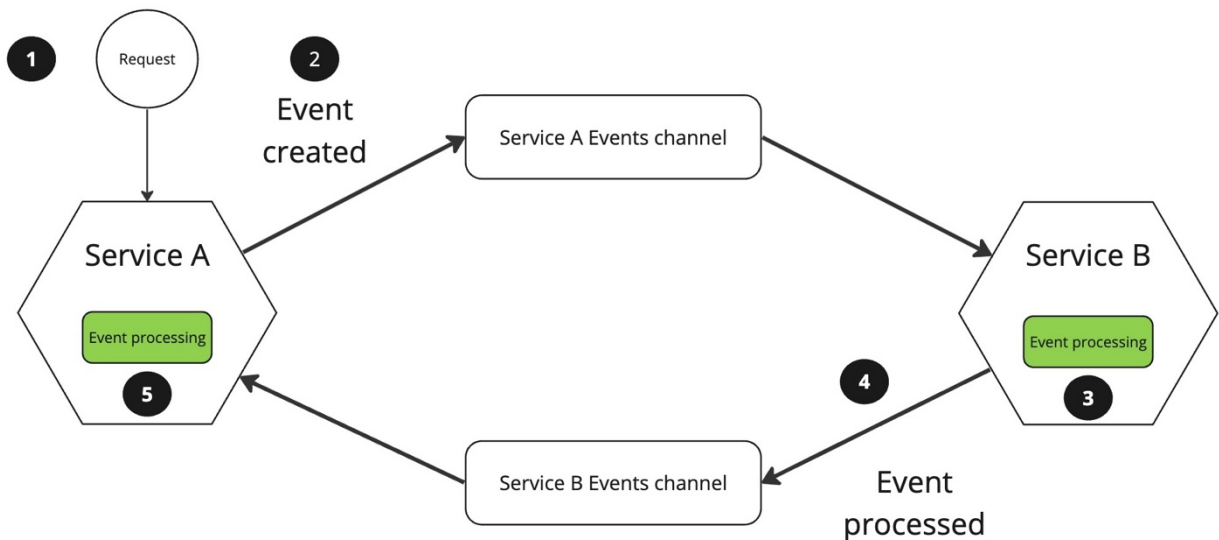 1
Request
2
Event
created
Service A Events channel
Service A
Event processing
5
Service B
Event processing
3
4
Service B Events channel
Event
processed